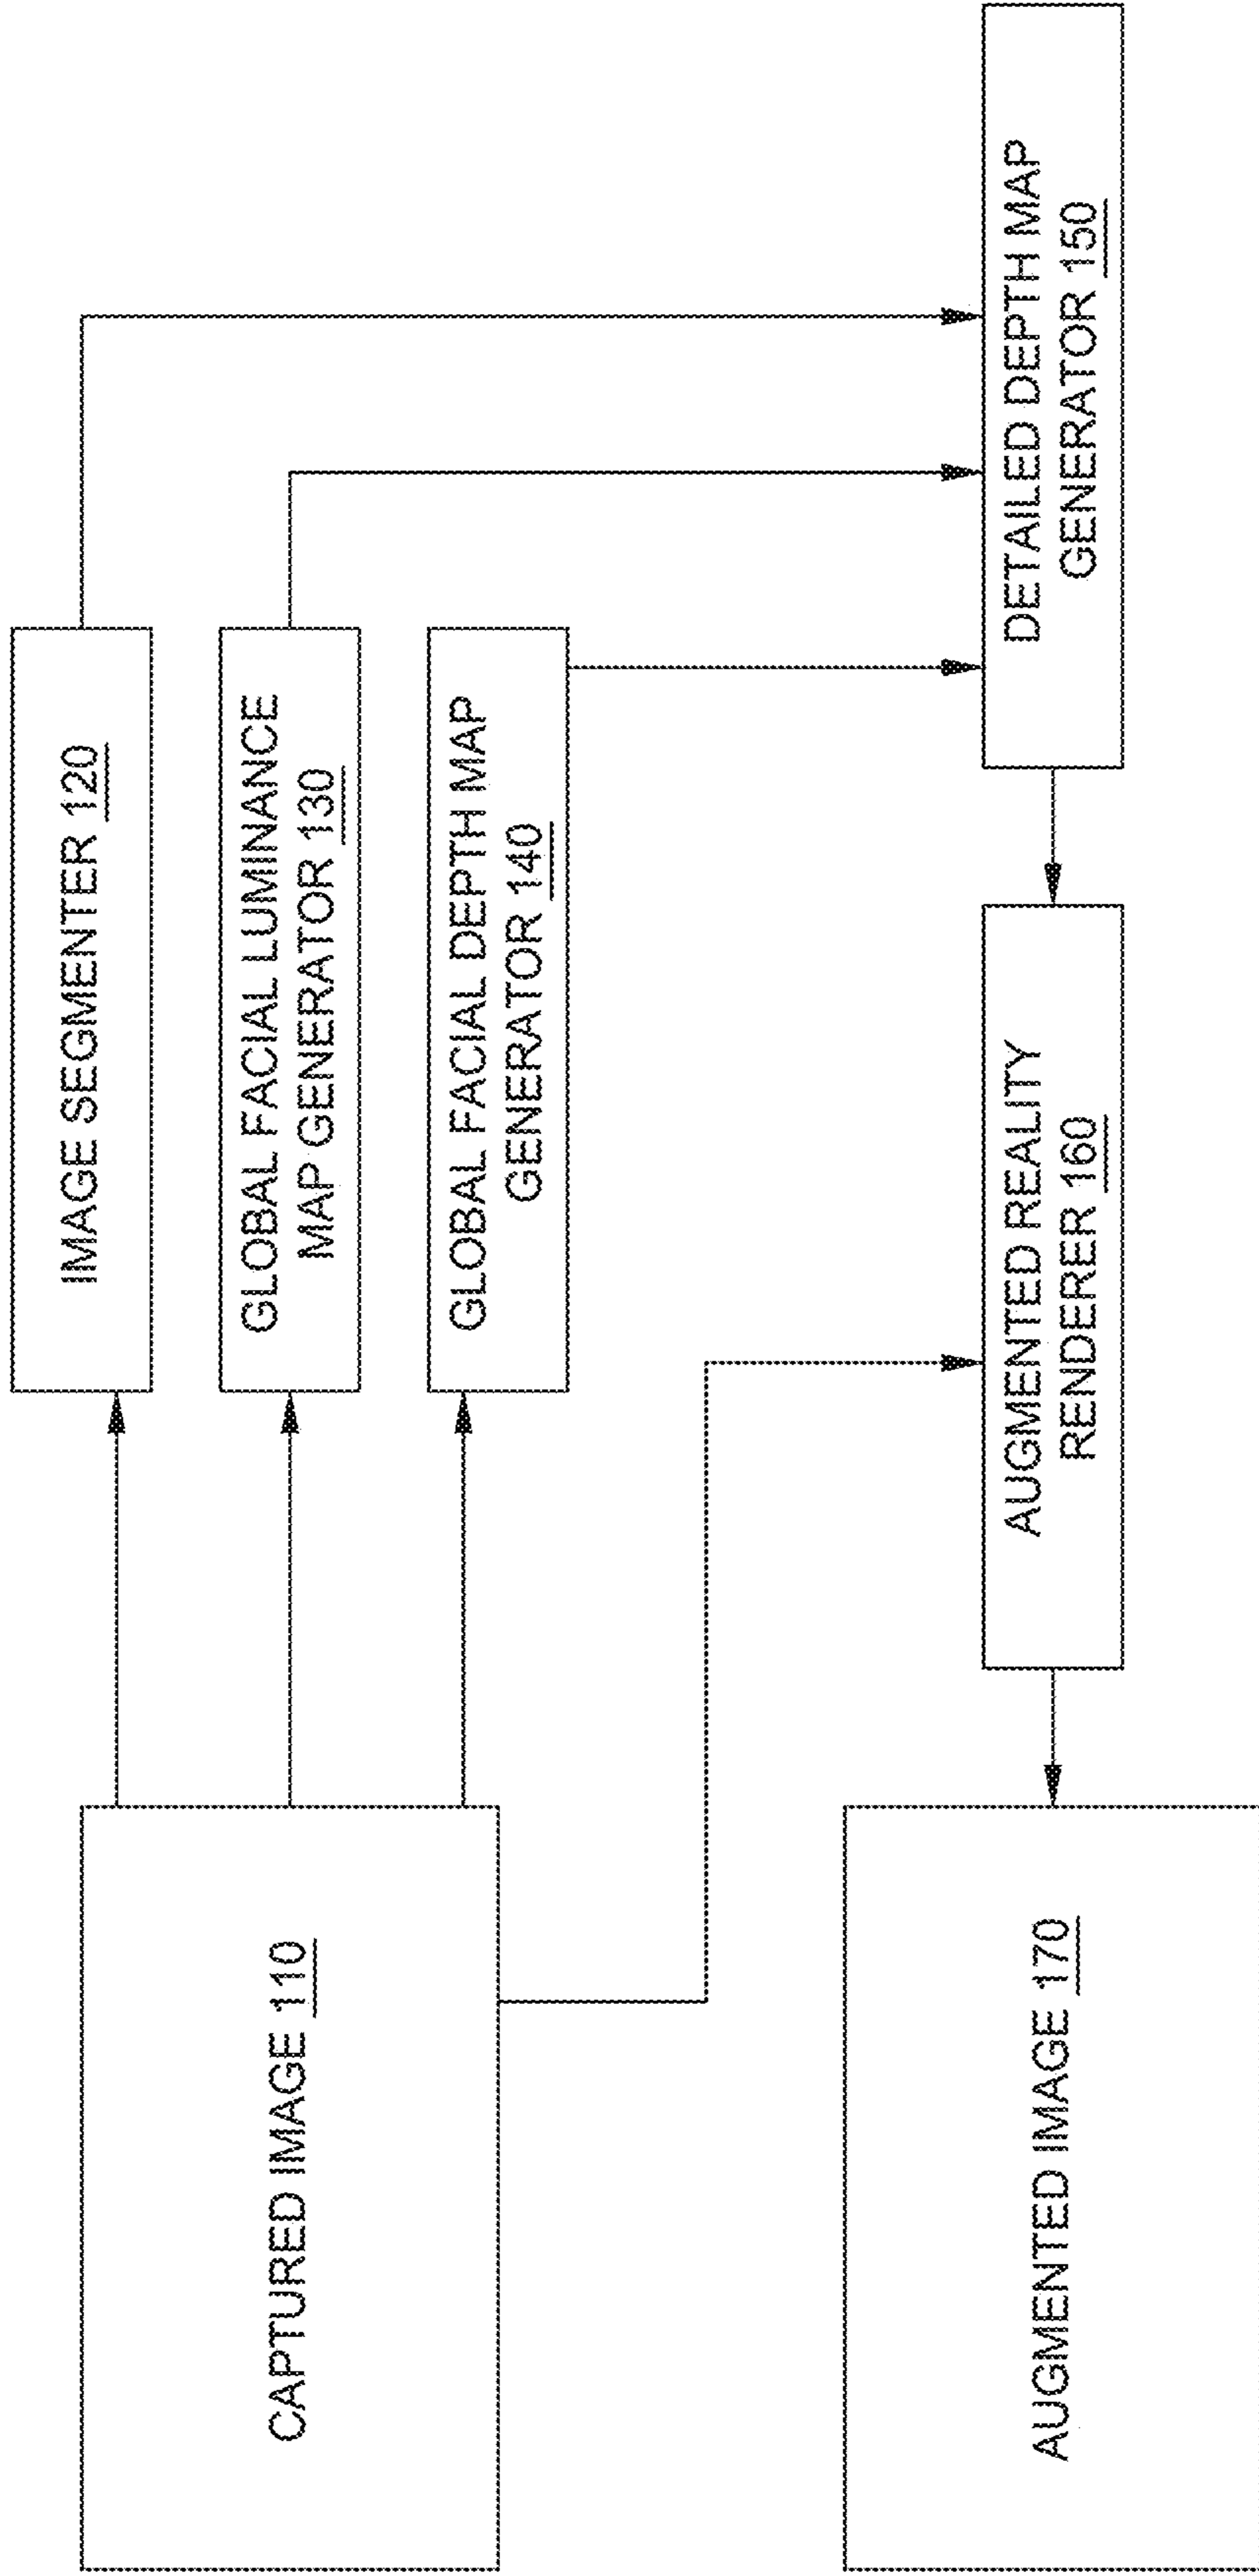 CAPTURED IMAGE 110
IMAGE SEGMENTER 120
GLOBAL FACIAL LUMINANCE
MAP GENERATOR 130
GLOBAL FACIAL DEPTH MAP
GENERATOR 140
DETAILED DEPTH MAP
GENERATOR 150
AUGMENTED REALITY
RENDERER 160
AUGMENTED IMAGE 170